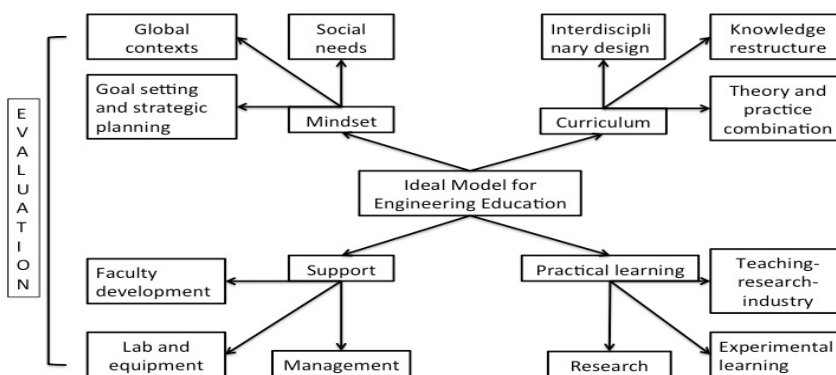 Global
contexts
Social
needs
Interdiscipli
nary design
Knowledge
restructure
Goal setting
and strategic
planning
Mindset
Curriculum
Theory and
practice
combination
EVALUATION
Ideal Model for
Engineering Education
Faculty
development
Support
Practical learning
Teaching-
research-
industry
Lab and
equipment
Management
Research
Experimental
learning